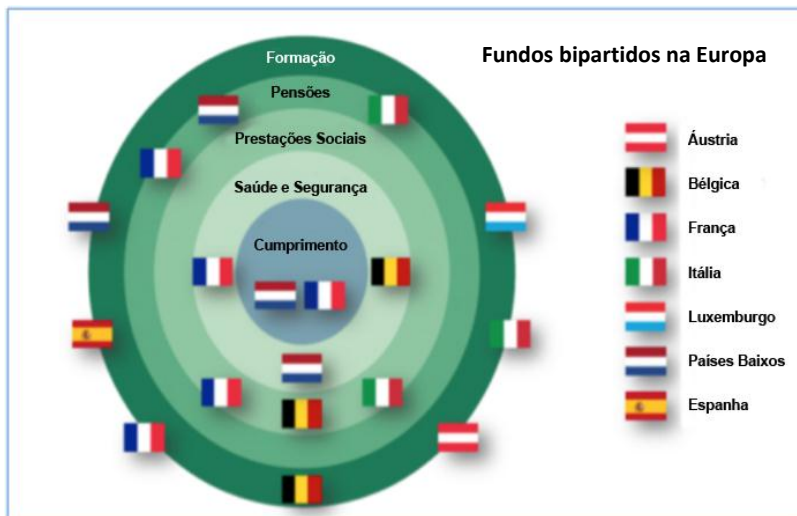 Fundos bipartidos na Europa
Formação
Pensões
Prestações Sociais
Saúde e Segurança
Cumprimento
Áustria
Bélgica
França
Itália
Luxemburgo
Países Baixos
Espanha